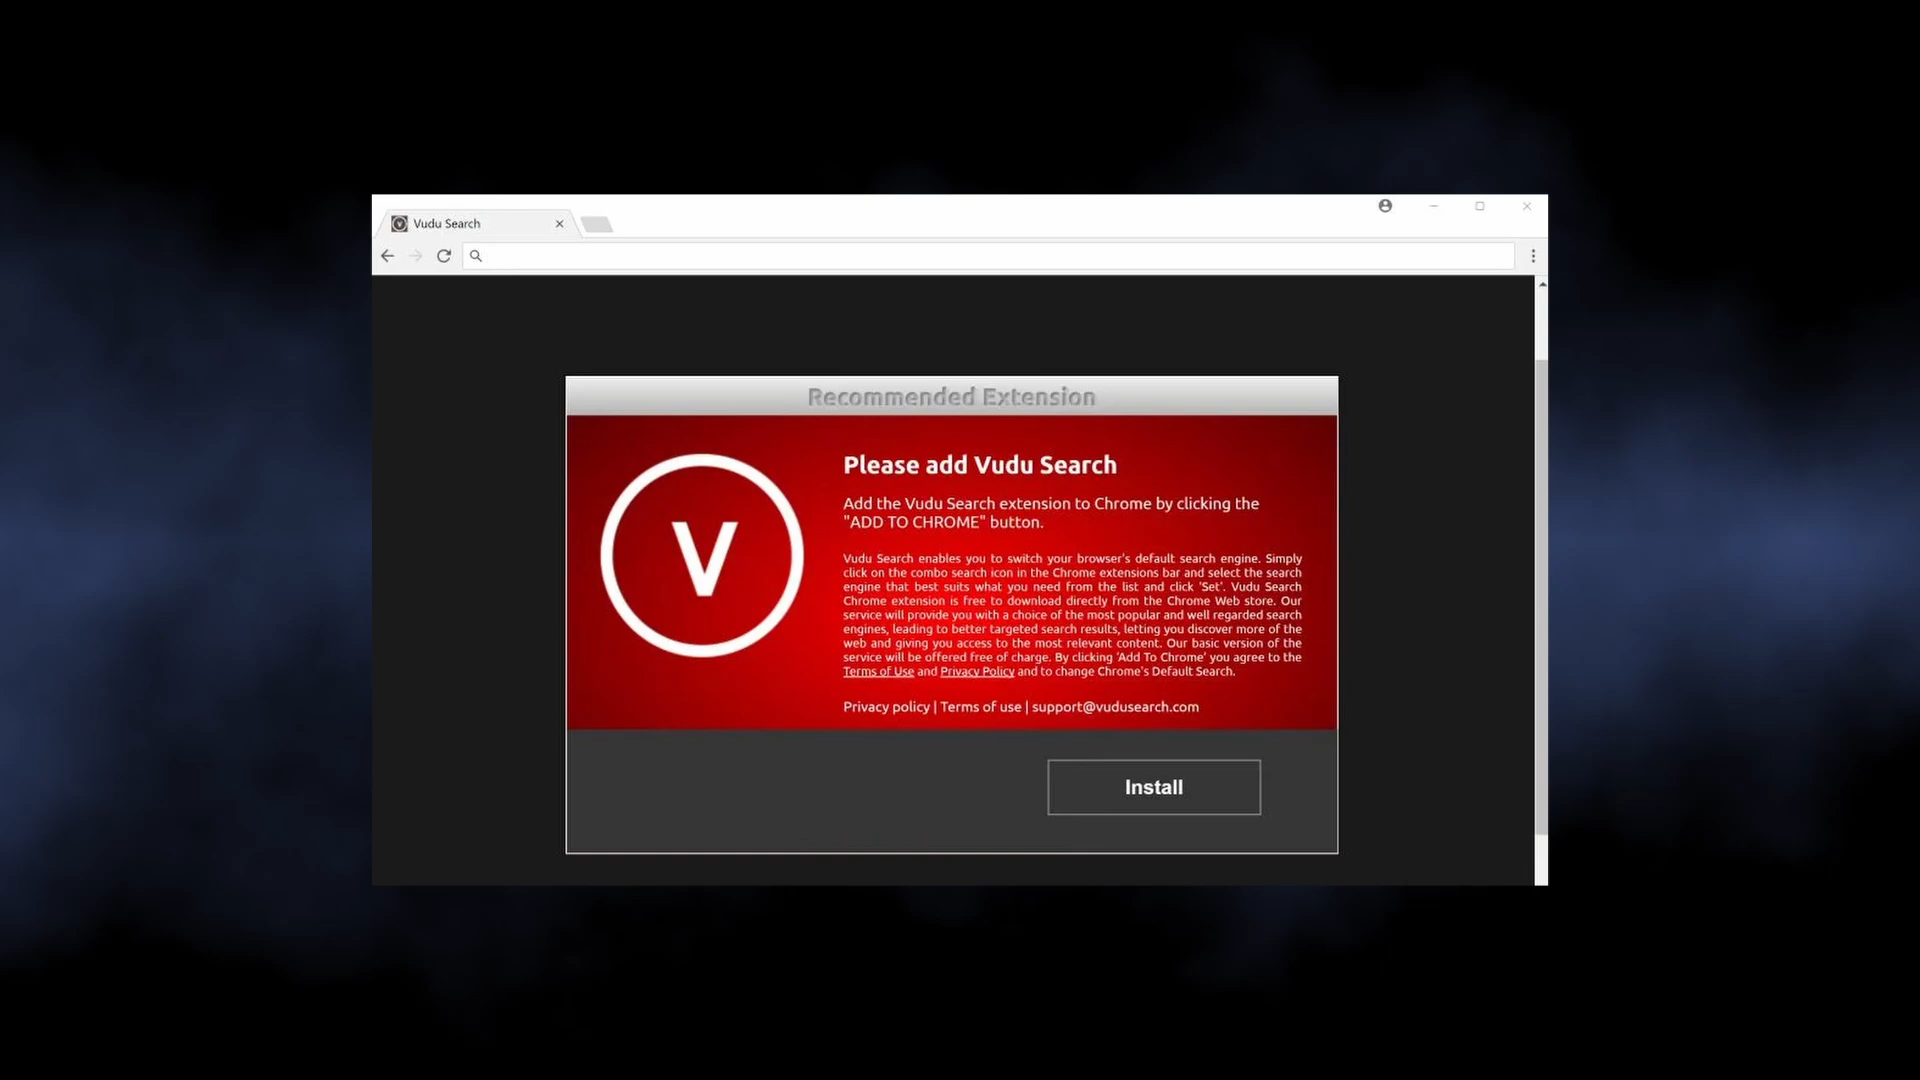 Vudu Search
Recommended Extension
V
Please add Vudu Search
Add the Vudu Search extension to Chrome by clicking the
"ADD TO CHROME" button.
Vudu Search enables you to switch your browser's default search engine. Simply
click on the combo search icon in the Chrome extensions bar and select the search
engine that best suits what you need from the list and click 'Set'. Vudu Search
Chrome extension is free to download directly from the Chrome Web store. Our
service will provide you with a choice of the most popular and well regarded search
engines, leading to better targeted search results, letting you discover more of the
web and giving you access to the most relevant content. Our basic version of the
service will be offered free of charge. By clicking 'Add To Chrome' you agree to the
Terms of Use and Privacy Policy and to change Chrome's Default Search.
Privacy policy | Terms of use | support@vudusearch.com
Install